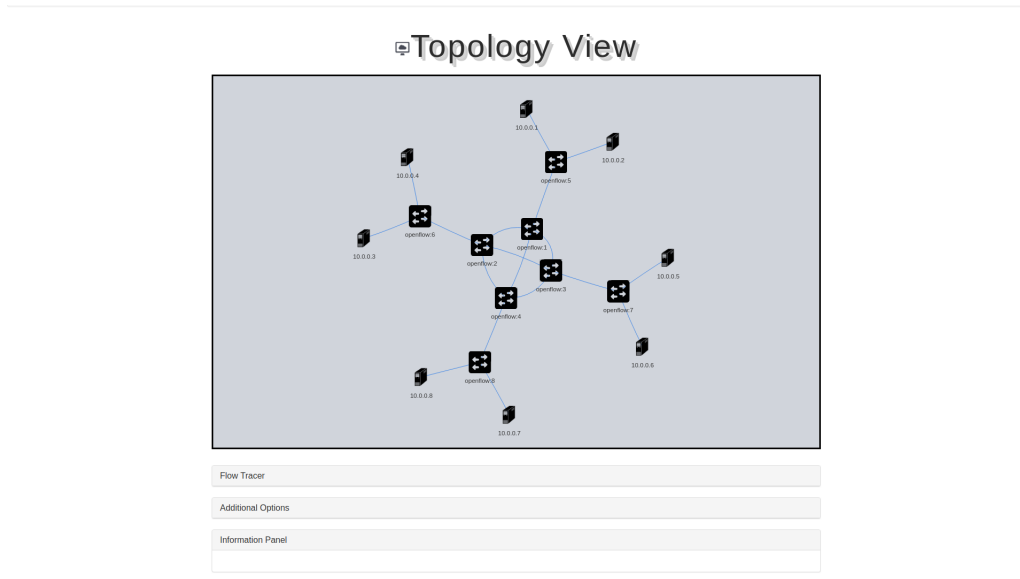 Topology View
10.0.0.1
10.0.0.2
10.0.0.4
openflow:5
openflow:6
openflow:1
10.0.0.3
openflow:2
10.0.0.5
openflow:3
openflow:7
openflow:4
10.0.0.6
openflow:8
10.0.0.8
10.0.0.7
Flow Tracer
Additional Options
Information Panel